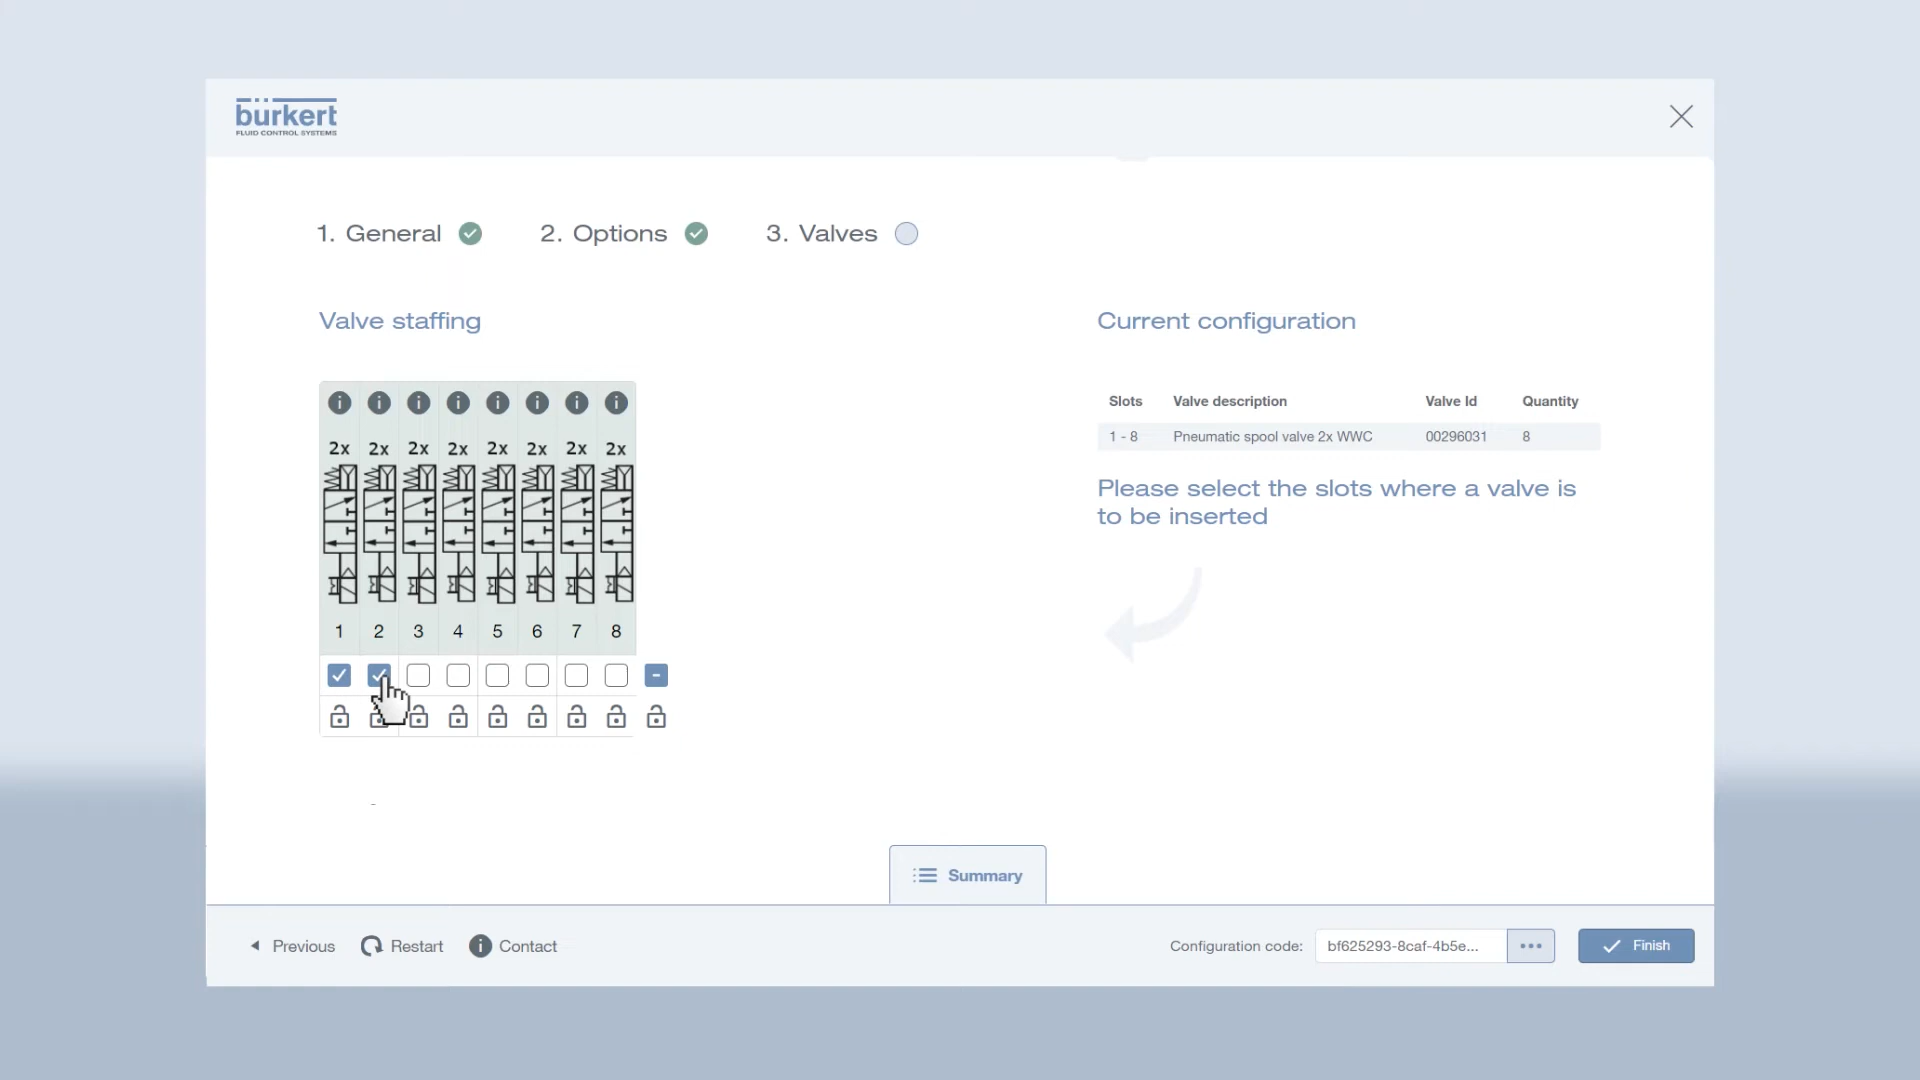 bürkert
FLUID CONTROL SYSTEMS
1. General 2. Options 3. Valves
Valve staffing
2x 2x 2x 2x 2x 2x 2x 2x
1 2 3 4 5 6 7 8
Current configuration
Slots Valve description Valve Id Quantity
1 - 8 Pneumatic spool valve 2x WWC 00296031 8
Please select the slots where a valve is
to be inserted
Summary
Previous Restart Contact
Configuration code: bf625293-8caf-4b5e... Finish